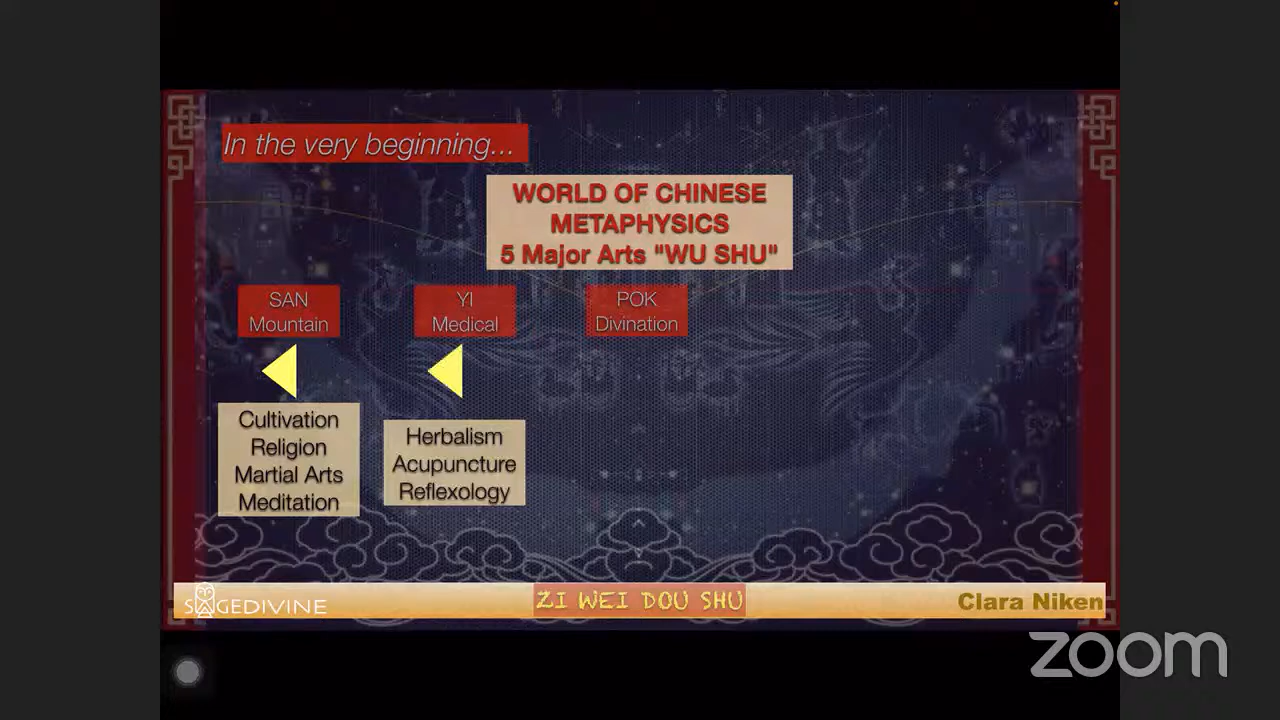 In the very beginning...
WORLD OF CHINESE
METAPHYSICS
5 Major Arts "WU SHU"
SAN
Mountain
YI
Medical
POK
Divination
Cultivation
Religion
Martial Arts
Meditation
Herbalism
Acupuncture
Reflexology
SAGEDIVINE
ZI WEI DOU SHU
Clara Niken
zoom